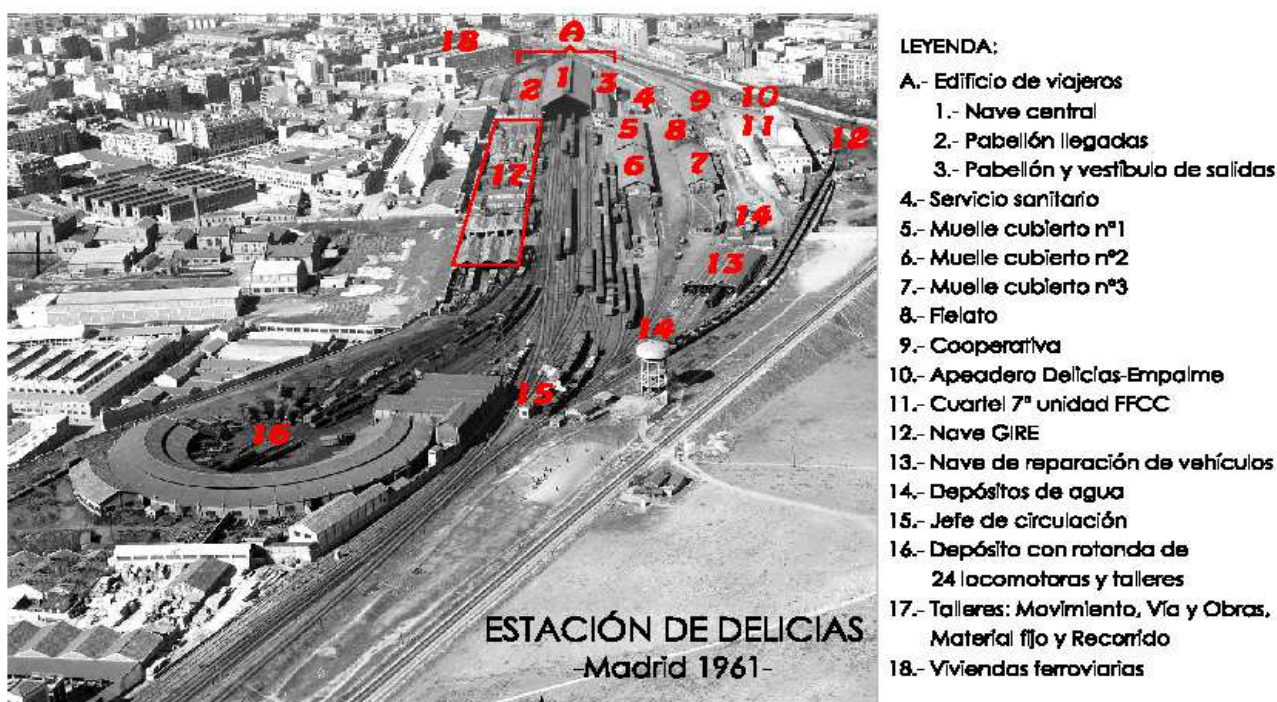 18
A
1
2
3
4
9
10
5
8
11
12
17
6
7
14
13
14
15
16
ESTACIÓN DE DELICIAS
-Madrid 1961-
LEYENDA:
A.- Edificio de viajeros
1.- Nave central
2.- Pabellón llegadas
3.- Pabellón y vestíbulo de salidas
4.- Servicio sanitario
5.- Muelle cubierto nº1
6.- Muelle cubierto nº2
7.- Muelle cubierto nº3
8.- Fielato
9.- Cooperativa
10.- Apeadero Delicias-Empalme
11.- Cuartel 7ª unidad FFCC
12.- Nave GIRE
13.- Nave de reparación de vehículos
14.- Depósitos de agua
15.- Jefe de circulación
16.- Depósito con rotonda de
24 locomotoras y talleres
17.- Talleres: Movimiento, Vía y Obras,
Material fijo y Recorrido
18.- Viviendas ferroviarias